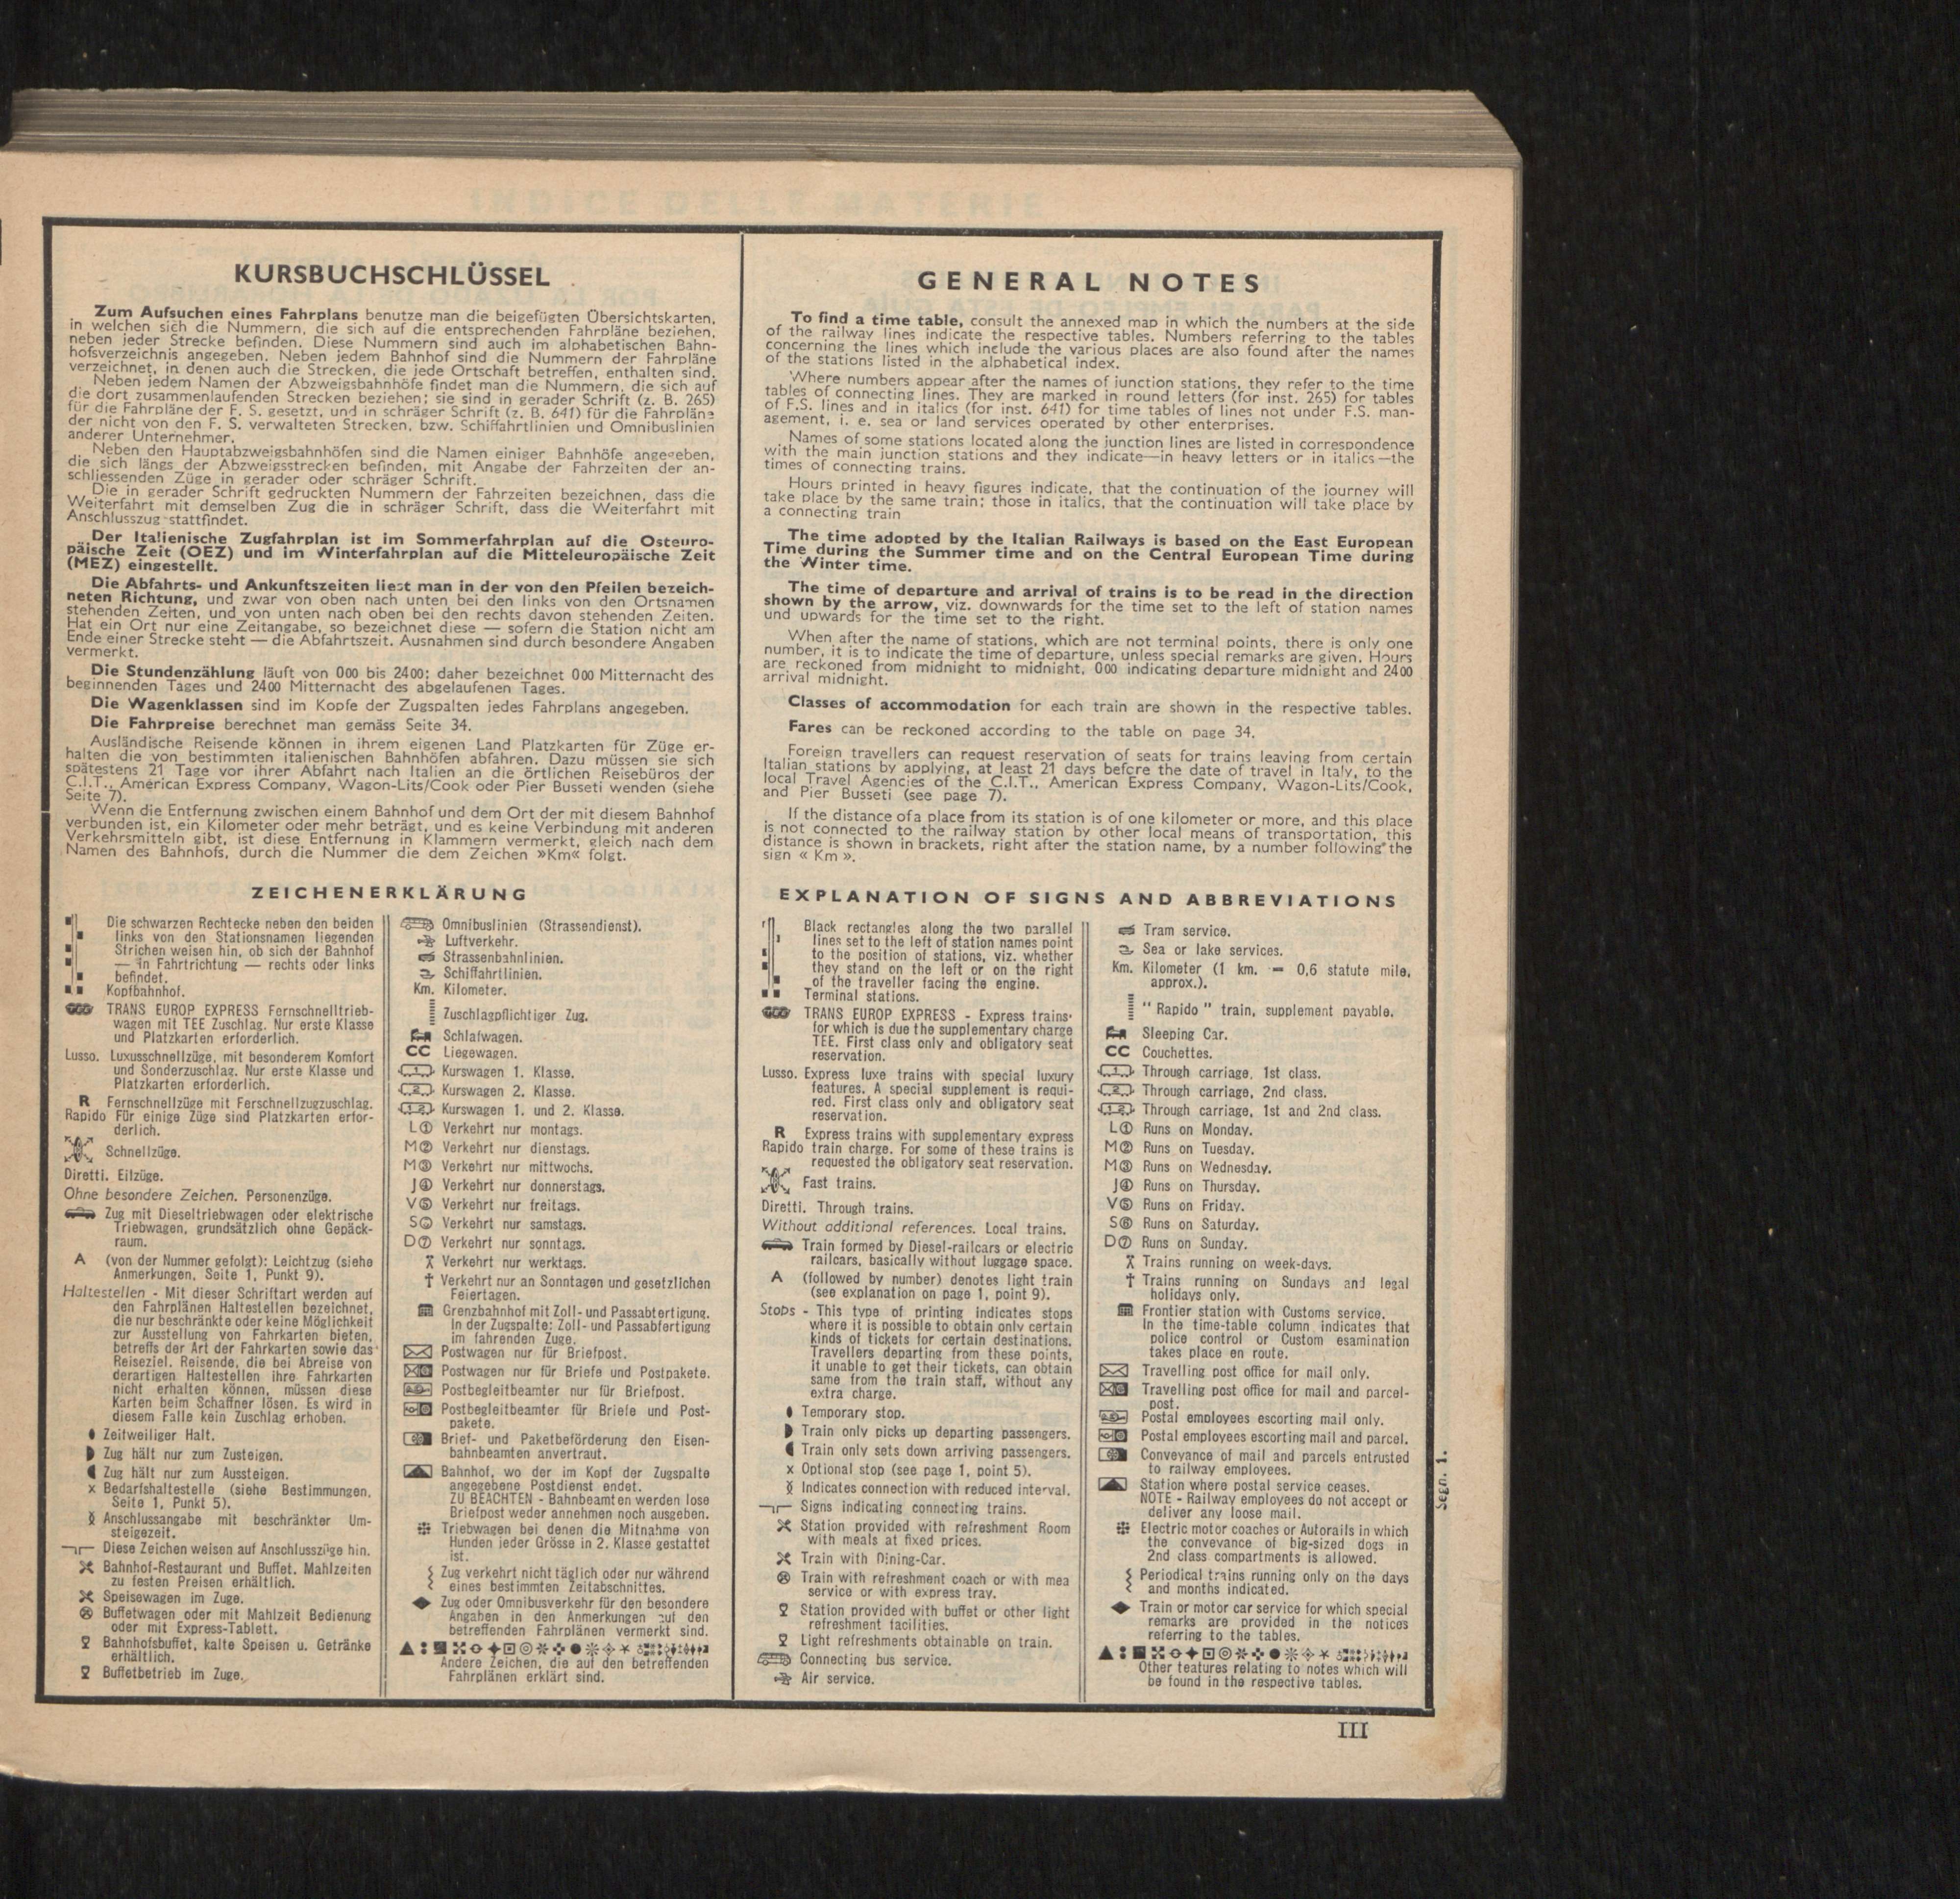 KURSBUCHSCHLÜSSEL
Zum Aufsuchen eines Fahrplans benutze man die beigefügten Übersichtskarten,
in welchen sich die Nummern, die sich auf die entsprechenden Fahrpläne beziehen,
neben jeder Strecke befinden. Diese Nummern sind auch im alphabetischen Bahn-
hofsverzeichnis angegeben. Neben jedem Bahnhof sind die Nummern der Fahrpläne
verzeichnet, in denen auch die Strecken, die jede Ortschaft betreffen, enthalten sind.
Neben jedem Namen der Abzweigsbahnhöfe findet man die Nummern, die sich auf
die dort zusammenlaufenden Strecken beziehen; sie sind in gerader Schrift (z. B. 265)
für die Fahrpläne der F. S. gesetzt, und in schräger Schrift (z. B. 641) für die Fahrpläne
der nicht von den F. S. verwalteten Strecken, bzw. Schiffahrtlinien und Omnibuslinien
anderer Unternehmer.
Neben den Hauptabzweigsbahnhöfen sind die Namen einiger Bahnhöfe angegeben,
die sich längs der Abzweigsstrecken befinden, mit Angabe der Fahrzeiten der an-
schliessenden Züge in gerader oder schräger Schrift.
Die in gerader Schrift gedruckten Nummern der Fahrzeiten bezeichnen, dass die
Weiterfahrt mit demselben Zug die in schräger Schrift, dass die Weiterfahrt mit
Anschlusszug stattfindet.
Der Italienische Zugfahrplan ist im Sommerfahrplan auf die Osteuro-
päische Zeit (OEZ) und im Winterfahrplan auf die Mitteleuropäische Zeit
(MEZ) eingestellt.
Die Abfahrts- und Ankunftszeiten liest man in der von den Pfeilen bezeich-
neten Richtung, und zwar von oben nach unten bei den links von den Ortsnamen
stehenden Zeiten, und von unten nach oben bei den rechts davon stehenden Zeiten.
Hat ein Ort nur eine Zeitangabe, so bezeichnet diese — sofern die Station nicht am
Ende einer Strecke steht — die Abfahrtszeit. Ausnahmen sind durch besondere Angaben
vermerkt.
Die Stundenzählung läuft von 000 bis 2400; daher bezeichnet 000 Mitternacht des
beginnenden Tages und 2400 Mitternacht des abgelaufenen Tages.
Die Wagenklassen sind im Kopfe der Zugspalten jedes Fahrplans angegeben.
Die Fahrpreise berechnet man gemäss Seite 34.
Ausländische Reisende können in ihrem eigenen Land Platzkarten für Züge er-
halten die von bestimmten italienischen Bahnhöfen abfahren. Dazu müssen sie sich
spätestens 21 Tage vor ihrer Abfahrt nach Italien an die örtlichen Reisebüros der
C.I.T., American Express Company, Wagon-Lits/Cook oder Pier Busseti wenden (siehe
Seite 7).
Wenn die Entfernung zwischen einem Bahnhof und dem Ort der mit diesem Bahnhof
verbunden ist, ein Kilometer oder mehr beträgt, und es keine Verbindung mit anderen
Verkehrsmitteln gibt, ist diese Entfernung in Klammern vermerkt, gleich nach dem
Namen des Bahnhofs, durch die Nummer die dem Zeichen »Km« folgt.
ZEICHENERKLÄRUNG
Die schwarzen Rechtecke neben den beiden
links von den Stationsnamen liegenden
Strichen weisen hin, ob sich der Bahnhof
— in Fahrtrichtung — rechts oder links
befindet.
Kopfbahnhof.
TRANS EUROP EXPRESS Fernschnelltrieb-
wagen mit TEE Zuschlag. Nur erste Klasse
und Platzkarten erforderlich.
Lusso. Luxusschnellzüge, mit besonderem Komfort
und Sonderzuschlag. Nur erste Klasse und
Platzkarten erforderlich.
R Fernschnellzüge mit Ferschnellzugzuschlag.
Rapido Für einige Züge sind Platzkarten erfor-
derlich.
Schnellzüge.
Diretti. Eilzüge.
Ohne besondere Zeichen. Personenzüge.
Zug mit Dieseltriebwagen oder elektrische
Triebwagen, grundsätzlich ohne Gepäck-
raum.
A (von der Nummer gefolgt): Leichtzug (siehe
Anmerkungen, Seite 1, Punkt 9).
Haltestellen - Mit dieser Schriftart werden auf
den Fahrplänen Haltestellen bezeichnet,
die nur beschränkte oder keine Möglichkeit
zur Ausstellung von Fahrkarten bieten,
betreffs der Art der Fahrkarten sowie das
Reiseziel. Reisende, die bei Abreise von
derartigen Haltestellen ihre Fahrkarten
nicht erhalten können, müssen diese
Karten beim Schaffner lösen. Es wird in
diesem Falle kein Zuschlag erhoben.
Zeitweiliger Halt.
Zug hält nur zum Zusteigen.
Zug hält nur zum Aussteigen.
x Bedarfshaltestelle (siehe Bestimmungen,
Seite 1, Punkt 5).
Anschlussangabe mit beschränkter Um-
steigezeit.
Diese Zeichen weisen auf Anschlusszüge hin.
Bahnhof-Restaurant und Buffet. Mahlzeiten
zu festen Preisen erhältlich.
Speisewagen im Zuge.
Buffetwagen oder mit Mahlzeit Bedienung
oder mit Express-Tablett.
Bahnhofsbuffet, kalte Speisen u. Getränke
erhältlich.
Buffetbetrieb im Zuge.
Omnibuslinien (Strassendienst).
Luftverkehr.
Strassenbahnlinien.
Schiffahrtlinien.
Km. Kilometer.
Zuschlagpflichtiger Zug.
Schlafwagen.
CC Liegewagen.
1 Kurswagen 1. Klasse.
2 Kurswagen 2. Klasse.
1-2 Kurswagen 1. und 2. Klasse.
L① Verkehrt nur montags.
M② Verkehrt nur dienstags.
M③ Verkehrt nur mittwochs.
J④ Verkehrt nur donnerstags.
V⑤ Verkehrt nur freitags.
S⑥ Verkehrt nur samstags.
D⑦ Verkehrt nur sonntags.
Verkehrt nur werktags.
† Verkehrt nur an Sonntagen und gesetzlichen
Feiertagen.
Grenzbahnhof mit Zoll- und Passabfertigung.
In der Zugspalte: Zoll- und Passabfertigung
im fahrenden Zuge.
Postwagen nur für Briefpost.
Postwagen nur für Briefe und Postpakete.
Postbegleitbeamter nur für Briefpost.
Postbegleitbeamter für Briefe und Post-
pakete.
Brief- und Paketbeförderung den Eisen-
bahnbeamten anvertraut.
Bahnhof, wo der im Kopf der Zugspalte
angegebene Postdienst endet.
ZU BEACHTEN - Bahnbeamten werden lose
Briefpost weder annehmen noch ausgeben.
Triebwagen bei denen die Mitnahme von
Hunden jeder Grösse in 2. Klasse gestattet
ist.
Zug verkehrt nicht täglich oder nur während
eines bestimmten Zeitabschnittes.
Zug oder Omnibusverkehr für den besondere
Angaben in den Anmerkungen auf den
betreffenden Fahrplänen vermerkt sind.
Andere Zeichen, die auf den betreffenden
Fahrplänen erklärt sind.
GENERAL NOTES
To find a time table, consult the annexed map in which the numbers at the side
of the railway lines indicate the respective tables. Numbers referring to the tables
concerning the lines which include the various places are also found after the names
of the stations listed in the alphabetical index.
Where numbers appear after the names of junction stations, they refer to the time
tables of connecting lines. They are marked in round letters (for inst. 265) for tables
of F.S. lines and in italics (for inst. 641) for time tables of lines not under F.S. man-
agement, i. e. sea or land services operated by other enterprises.
Names of some stations located along the junction lines are listed in correspondence
with the main junction stations and they indicate—in heavy letters or in italics—the
times of connecting trains.
Hours printed in heavy figures indicate, that the continuation of the journey will
take place by the same train; those in italics, that the continuation will take place by
a connecting train
The time adopted by the Italian Railways is based on the East European
Time during the Summer time and on the Central European Time during
the Winter time.
The time of departure and arrival of trains is to be read in the direction
shown by the arrow, viz. downwards for the time set to the left of station names
und upwards for the time set to the right.
When after the name of stations, which are not terminal points, there is only one
number, it is to indicate the time of departure, unless special remarks are given. Hours
are reckoned from midnight to midnight, 000 indicating departure midnight and 2400
arrival midnight.
Classes of accommodation for each train are shown in the respective tables.
Fares can be reckoned according to the table on page 34.
Foreign travellers can request reservation of seats for trains leaving from certain
Italian stations by applying, at least 21 days before the date of travel in Italy, to the
local Travel Agencies of the C.I.T., American Express Company, Wagon-Lits/Cook,
and Pier Busseti (see page 7).
If the distance of a place from its station is of one kilometer or more, and this place
is not connected to the railway station by other local means of transportation, this
distance is shown in brackets, right after the station name, by a number following the
sign « Km ».
EXPLANATION OF SIGNS AND ABBREVIATIONS
Black rectangles along the two parallel
lines set to the left of station names point
to the position of stations, viz. whether
they stand on the left or on the right
of the traveller facing the engine.
Terminal stations.
TRANS EUROP EXPRESS - Express trains
for which is due the supplementary charge
TEE. First class only and obligatory seat
reservation.
Lusso. Express luxe trains with special luxury
features. A special supplement is requi-
red. First class only and obligatory seat
reservation.
R Express trains with supplementary express
Rapido train charge. For some of these trains is
requested the obligatory seat reservation.
Fast trains.
Diretti. Through trains.
Without additional references. Local trains.
Train formed by Diesel-railcars or electric
railcars, basically without luggage space.
A (followed by number) denotes light train
(see explanation on page 1, point 9).
Stops - This type of printing indicates stops
where it is possible to obtain only certain
kinds of tickets for certain destinations.
Travellers departing from these points,
it unable to get their tickets, can obtain
same from the train staff, without any
extra charge.
Temporary stop.
Train only picks up departing passengers.
Train only sets down arriving passengers.
x Optional stop (see page 1, point 5).
Indicates connection with reduced interval.
Signs indicating connecting trains.
Station provided with refreshment Room
with meals at fixed prices.
Train with Dining-Car.
Train with refreshment coach or with mea
service or with express tray.
Station provided with buffet or other light
refreshment facilities.
Light refreshments obtainable on train.
Connecting bus service.
Air service.
Tram service.
Sea or lake services.
Km. Kilometer (1 km. = 0,6 statute mile,
approx.).
" Rapido " train, supplement payable.
Sleeping Car.
CC Couchettes.
1 Through carriage, 1st class.
2 Through carriage, 2nd class.
1-2 Through carriage, 1st and 2nd class.
L① Runs on Monday.
M② Runs on Tuesday.
M③ Runs on Wednesday.
J④ Runs on Thursday.
V⑤ Runs on Friday.
S⑥ Runs on Saturday.
D⑦ Runs on Sunday.
Trains running on week-days.
† Trains running on Sundays and legal
holidays only.
Frontier station with Customs service.
In the time-table column indicates that
police control or Custom esamination
takes place en route.
Travelling post office for mail only.
Travelling post office for mail and parcel-
post.
Postal employees escorting mail only.
Postal employees escorting mail and parcel.
Conveyance of mail and parcels entrusted
to railway employees.
Station where postal service ceases.
NOTE - Railway employees do not accept or
deliver any loose mail.
Electric motor coaches or Autorails in which
the conveyance of big-sized dogs in
2nd class compartments is allowed.
Periodical trains running only on the days
and months indicated.
Train or motor car service for which special
remarks are provided in the notices
referring to the tables.
Other features relating to notes which will
be found in the respective tables.
Segn. 1.
III